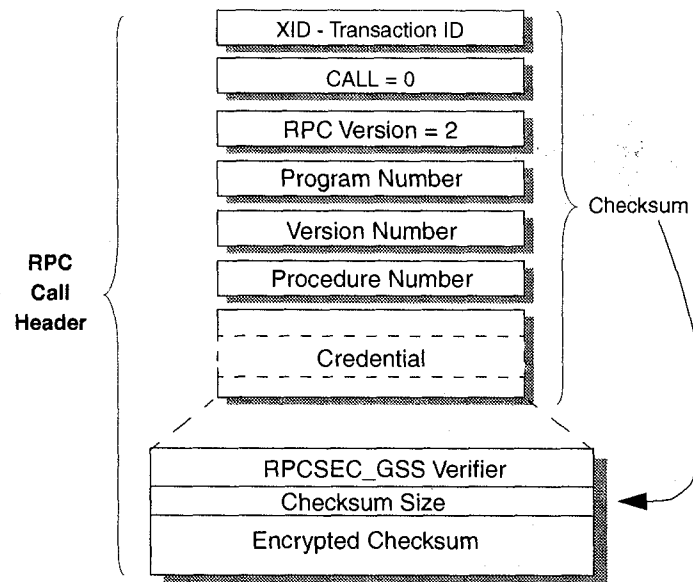 XID - Transaction ID
CALL = 0
RPC Version = 2
Program Number
Version Number
Procedure Number
Credential
Checksum
RPC
Call
Header
RPCSEC_GSS Verifier
Checksum Size
Encrypted Checksum